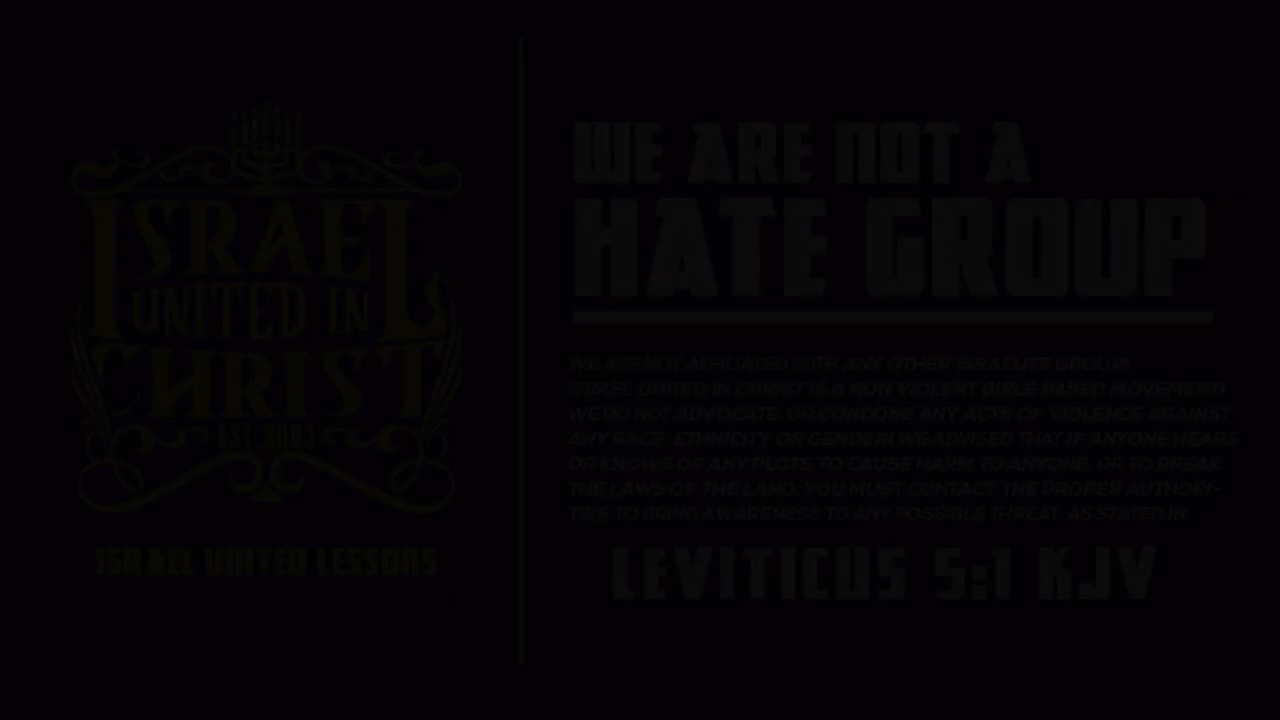 ISRAEL
UNITED IN
CHRIST
EST. 2003
ISRAEL UNITED LESSONS
WE ARE NOT A
HATE GROUP
WE ARE NOT AFFILIATED WITH ANY OTHER ISRAELITE GROUP!
ISRAEL UNITED IN CHRIST IS A NON VIOLENT BIBLE BASED MOVEMENT!
WE DO NOT ADVOCATE, OR CONDONE ANY ACTS OF VIOLENCE AGAINST
ANY RACE, ETHNICITY OR GENDER! WE ADVISED THAT IF ANYONE HEARS
OR KNOWS OF ANY PLOTS TO CAUSE HARM TO ANYONE, OR TO BREAK
THE LAWS OF THE LAND, YOU MUST CONTACT THE PROPER AUTHORI-
TIES TO BRING AWARENESS TO ANY POSSIBLE THREAT. AS STATED IN:
LEVITICUS 5:1 KJV